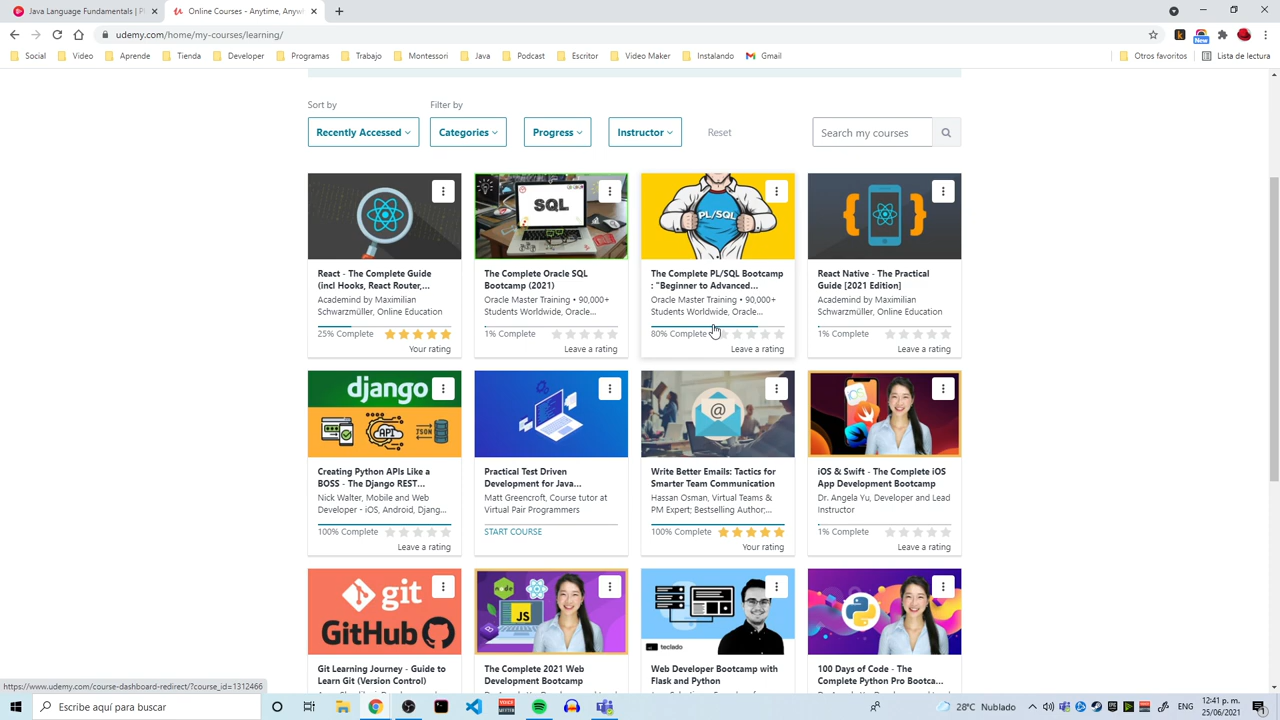 Java Language Fundamentals | Pl
Online Courses - Anytime, Anyw
udemy.com/home/my-courses/learning/
New
Social
Video
Aprende
Tienda
Developer
Programas
Trabajo
Montessori
Java
Podcast
Escritor
Video Maker
Instalando
Gmail
Otros favoritos
Lista de lectura
Sort by
Filter by
Recently Accessed
Categories
Progress
Instructor
Reset
Search my courses
SQL
PL/SQL
React - The Complete Guide
(incl Hooks, React Router,...
Academind by Maximilian
Schwarzmüller, Online Education
25% Complete
Your rating
The Complete Oracle SQL
Bootcamp (2021)
Oracle Master Training • 90,000+
Students Worldwide, Oracle...
1% Complete
Leave a rating
The Complete PL/SQL Bootcamp
: "Beginner to Advanced...
Oracle Master Training • 90,000+
Students Worldwide, Oracle...
80% Complete
Leave a rating
React Native - The Practical
Guide [2021 Edition]
Academind by Maximilian
Schwarzmüller, Online Education
1% Complete
Leave a rating
django
API
JSON
@
Creating Python APIs Like a
BOSS - The Django REST...
Nick Walter, Mobile and Web
Developer - iOS, Android, Djang...
100% Complete
Leave a rating
Practical Test Driven
Development for Java...
Matt Greencroft, Course tutor at
Virtual Pair Programmers
START COURSE
Write Better Emails: Tactics for
Smarter Team Communication
Hassan Osman, Virtual Teams &
PM Expert; Bestselling Author;...
100% Complete
Your rating
iOS & Swift - The Complete iOS
App Development Bootcamp
Dr. Angela Yu, Developer and Lead
Instructor
1% Complete
Leave a rating
git
GitHub
JS
teclado
Git Learning Journey - Guide to
Learn Git (Version Control)
The Complete 2021 Web
Development Bootcamp
Web Developer Bootcamp with
Flask and Python
100 Days of Code - The
Complete Python Pro Bootca...
https://www.udemy.com/course-dashboard-redirect/?course_id=1312466
Escribe aquí para buscar
28°C Nublado
ENG
12:41 p. m.
25/06/2021